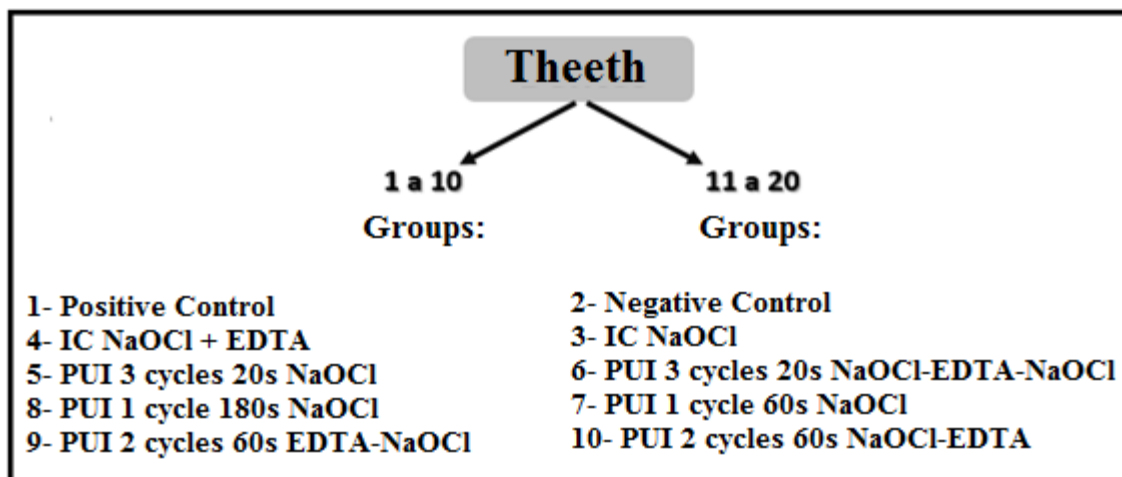 Theeth
1 a 10
11 a 20
Groups:
Groups:
1- Positive Control
4- IC NaOCl + EDTA
5- PUI 3 cycles 20s NaOCl
8- PUI 1 cycle 180s NaOCl
9- PUI 2 cycles 60s EDTA-NaOCl
2- Negative Control
3- IC NaOCl
6- PUI 3 cycles 20s NaOCl-EDTA-NaOCl
7- PUI 1 cycle 60s NaOCl
10- PUI 2 cycles 60s NaOCl-EDTA